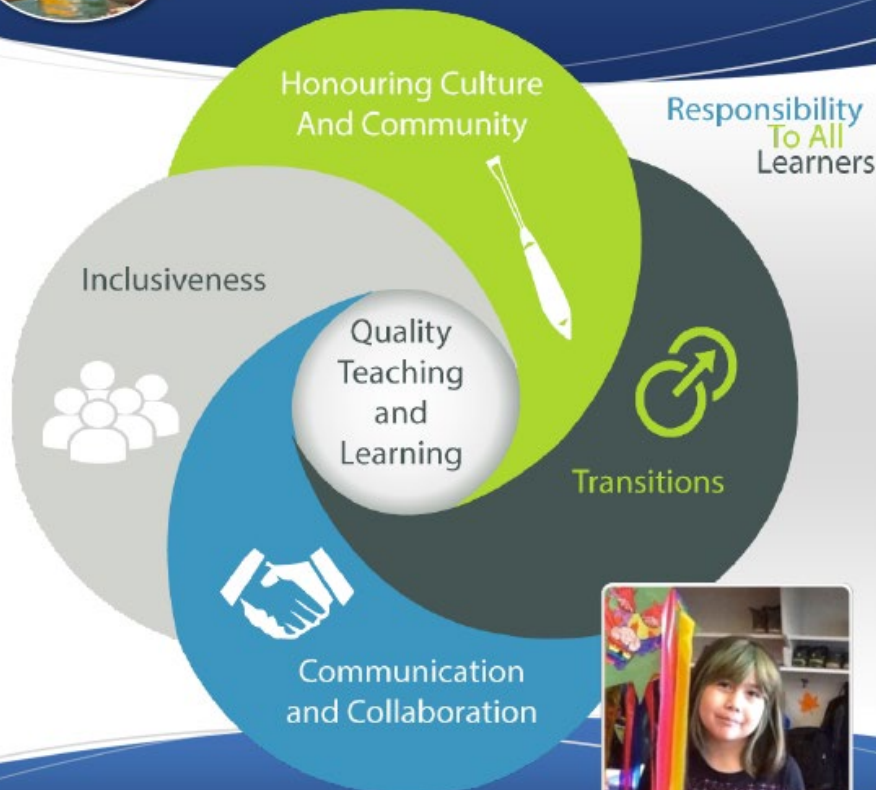 Honouring Culture
And Community
Responsibility
To All
Learners
Inclusiveness
Quality
Teaching
and
Learning
Transitions
Communication
and Collaboration